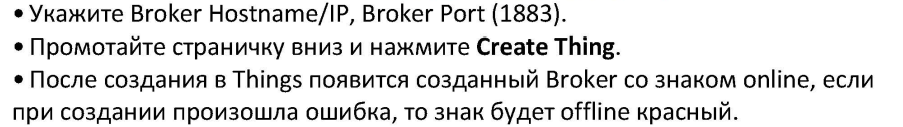 • Укажите Broker Hostname/IP, Broker Port (1883).
• Промотайте страничку вниз и нажмите Create Thing.
• После создания в Things появится созданный Broker со знаком online, если
при создании произошла ошибка, то знак будет offline красный.